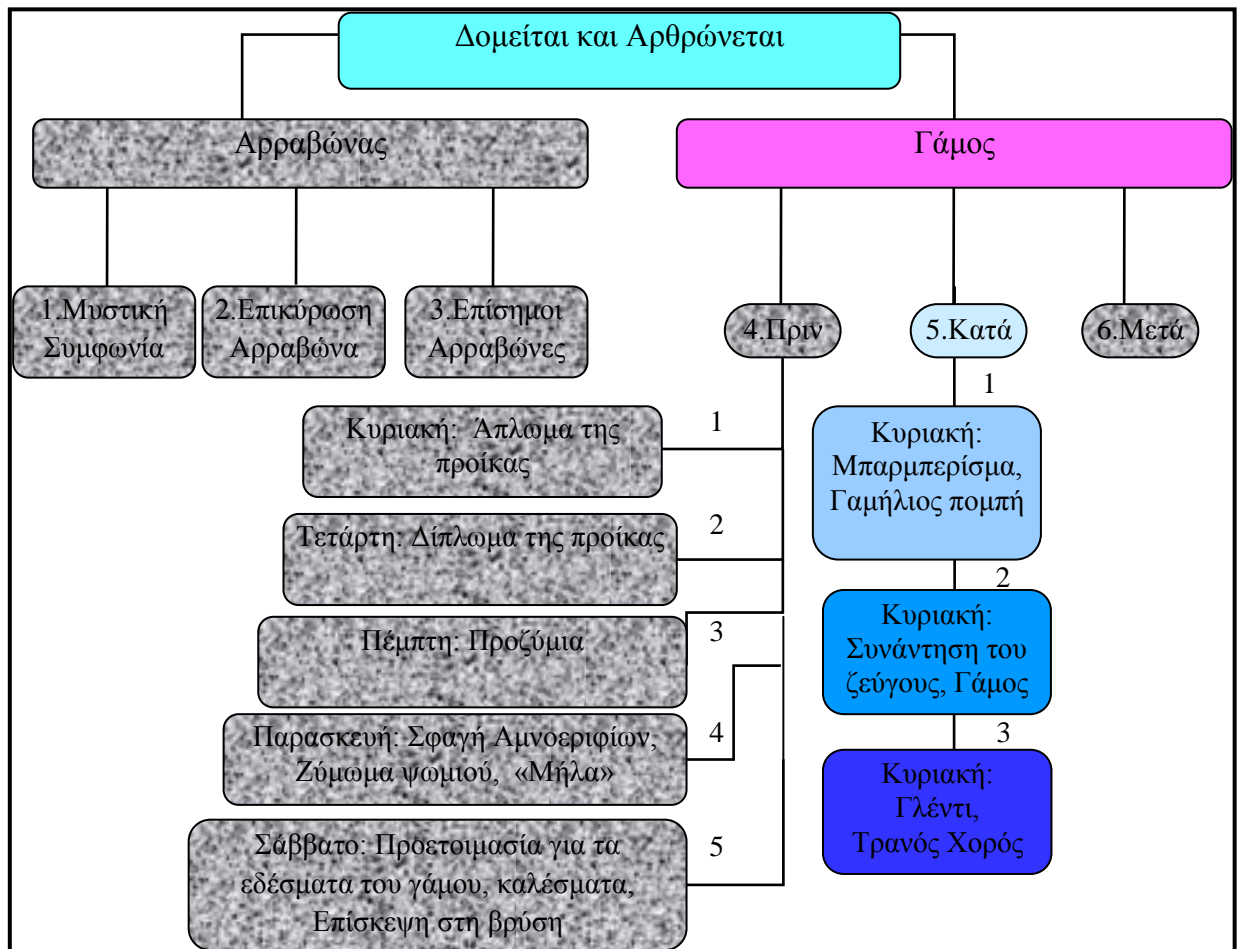 Δομείται και Αρθρώνεται
Αρραβώνας
Γάμος
1.Μυστική
Συμφωνία
2.Επικύρωση
Αρραβώνα
3.Επίσημοι
Αρραβώνες
4.Πριν
5.Κατά
6.Μετά
1
Κυριακή: Άπλωμα της
προίκας
2
Τετάρτη: Δίπλωμα της προίκας
3
Πέμπτη: Προζύμια
4
Παρασκευή: Σφαγή Αμνοεριφίων,
Ζύμωμα ψωμιού, «Μήλα»
5
Σάββατο: Προετοιμασία για τα
εδέσματα του γάμου, καλέσματα,
Επίσκεψη στη βρύση
1
Κυριακή:
Μπαρμπερίσμα,
Γαμήλιος πομπή
2
Κυριακή:
Συνάντηση του
ζεύγους, Γάμος
3
Κυριακή:
Γλέντι,
Τρανός Χορός